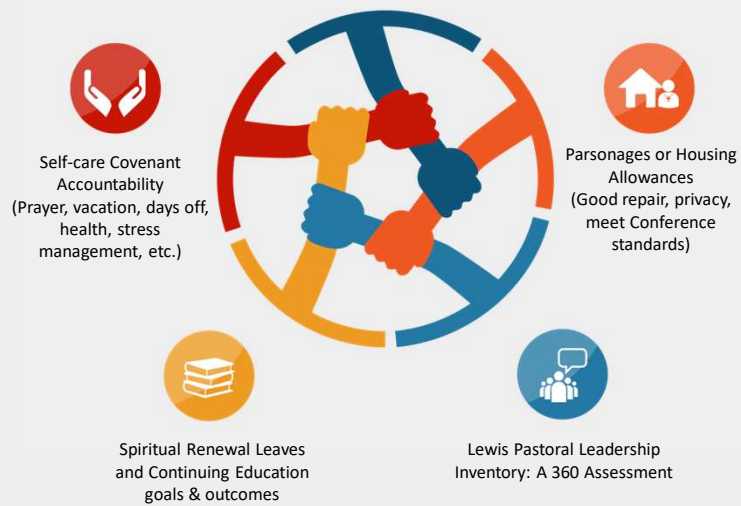 Self-care Covenant
Accountability
(Prayer, vacation, days off,
health, stress
management, etc.)
Parsonages or Housing
Allowances
(Good repair, privacy,
meet Conference
standards)
Spiritual Renewal Leaves
and Continuing Education
goals & outcomes
Lewis Pastoral Leadership
Inventory: A 360 Assessment